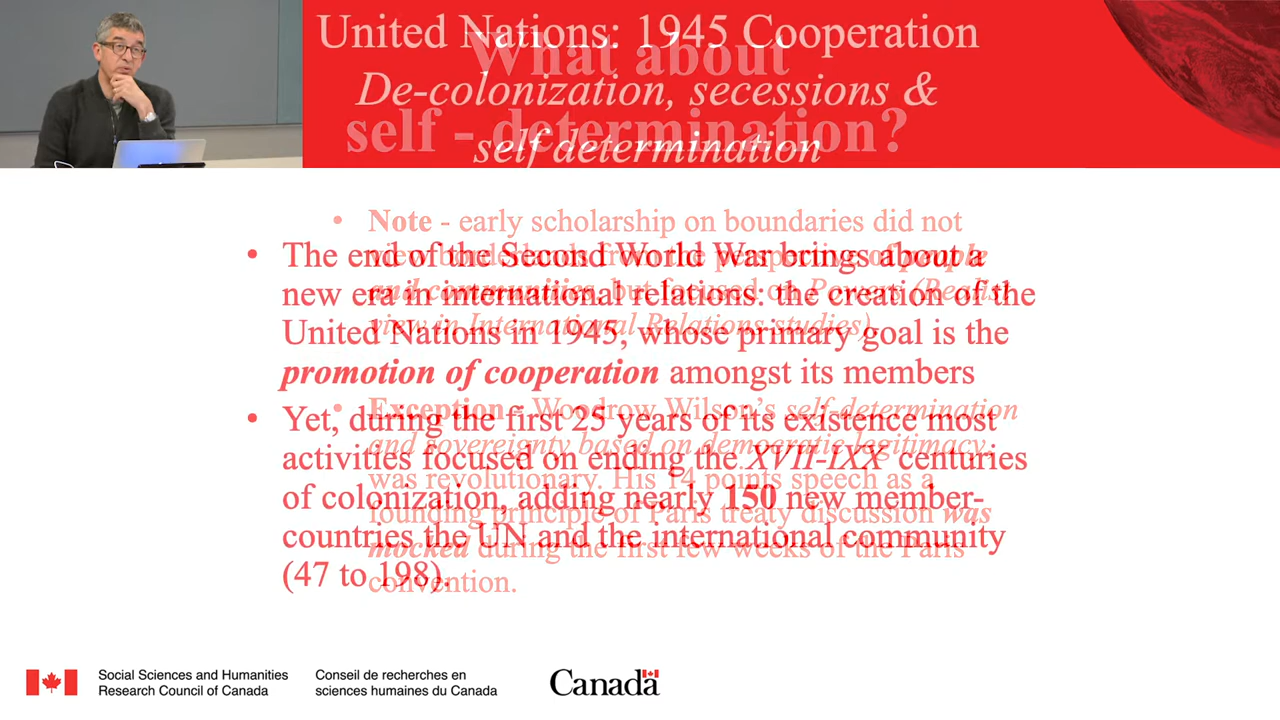 United Nations: 1945 Cooperation
De-colonization, secessions &
self determination
What about
self - determination?
• The end of the Second World War brings about a
new era in international relations: the creation of the
United Nations in 1945, whose primary goal is the
promotion of cooperation amongst its members
• Yet, during the first 25 years of its existence most
activities focused on ending the XVII-IXX centuries
of colonization, adding nearly 150 new member-
countries the UN and the international community
(47 to 198).
• Note - early scholarship on boundaries did not
view borderlands from the perspective of people
and communities, but focused on Powers (Realist
view in International Relations studies).
• Exception - Woodrow Wilson's self-determination
and sovereignty based on democratic legitimacy,
was revolutionary. His 14 points speech as a
founding principle of Paris treaty discussion was
mocked during the first few weeks of the Paris
convention.
Social Sciences and Humanities
Research Council of Canada
Conseil de recherches en
sciences humaines du Canada
Canada